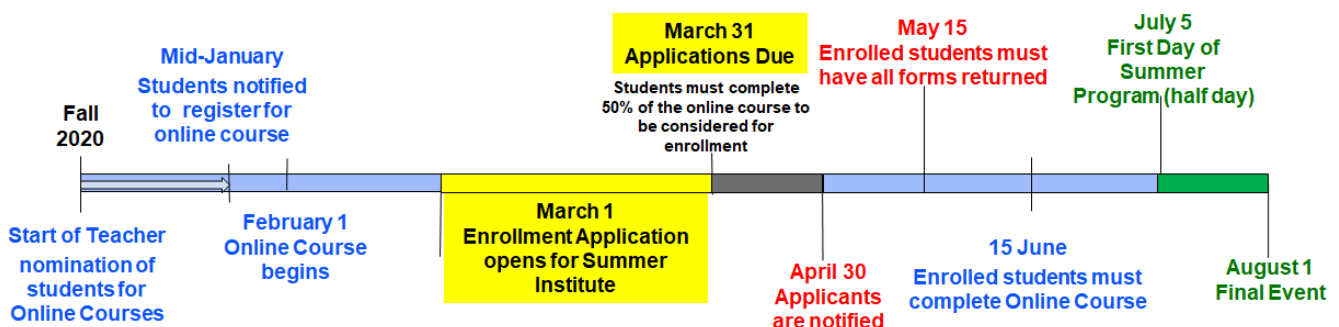 Fall
2020
Start of Teacher
nomination of
students for
Online Courses
Mid-January
Students notified
to register for
online course
February 1
Online Course
begins
March 1
Enrollment Application
opens for Summer
Institute
March 31
Applications Due
Students must complete
50% of the online course to
be considered for
enrollment
April 30
Applicants
are notified
May 15
Enrolled students must
have all forms returned
15 June
Enrolled students must
complete Online Course
July 5
First Day of
Summer
Program (half day)
August 1
Final Event